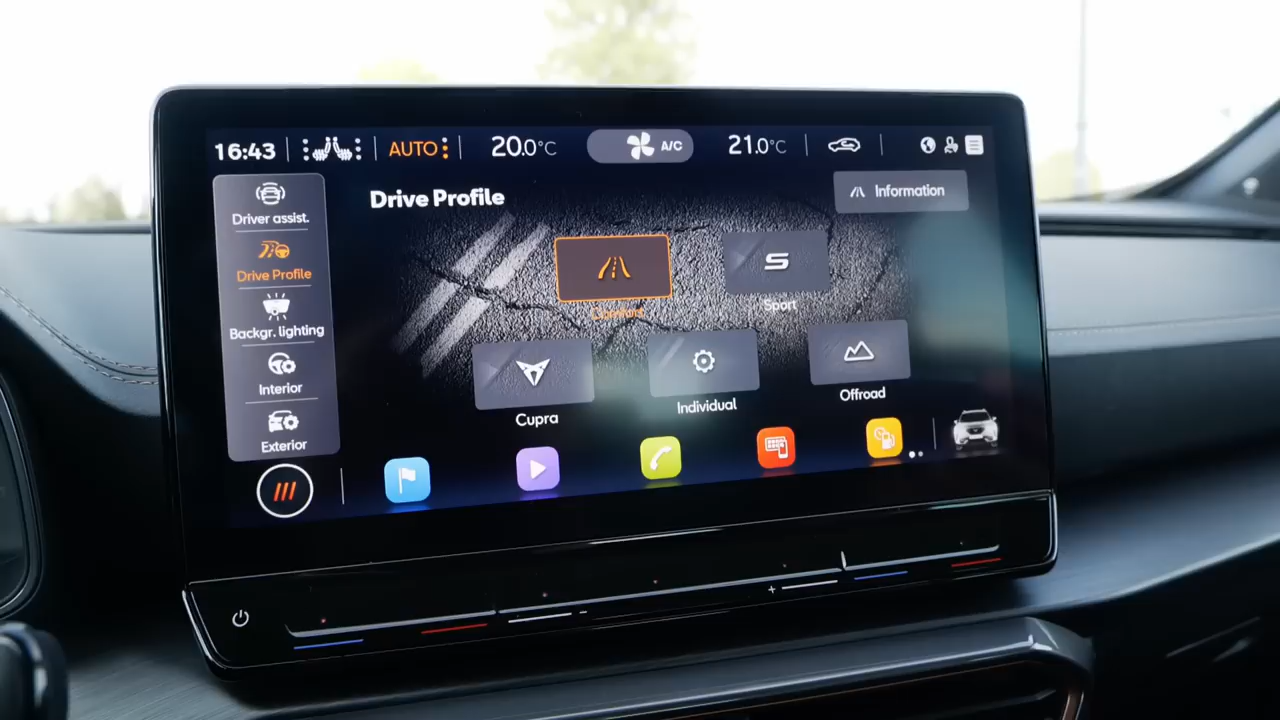 16:43
AUTO
20.0°C
A/C
21.0°C
Driver assist.
Drive Profile
Backgr. lighting
Interior
Exterior
Drive Profile
Information
Comfort
S
Sport
Cupra
Individual
Offroad
- +